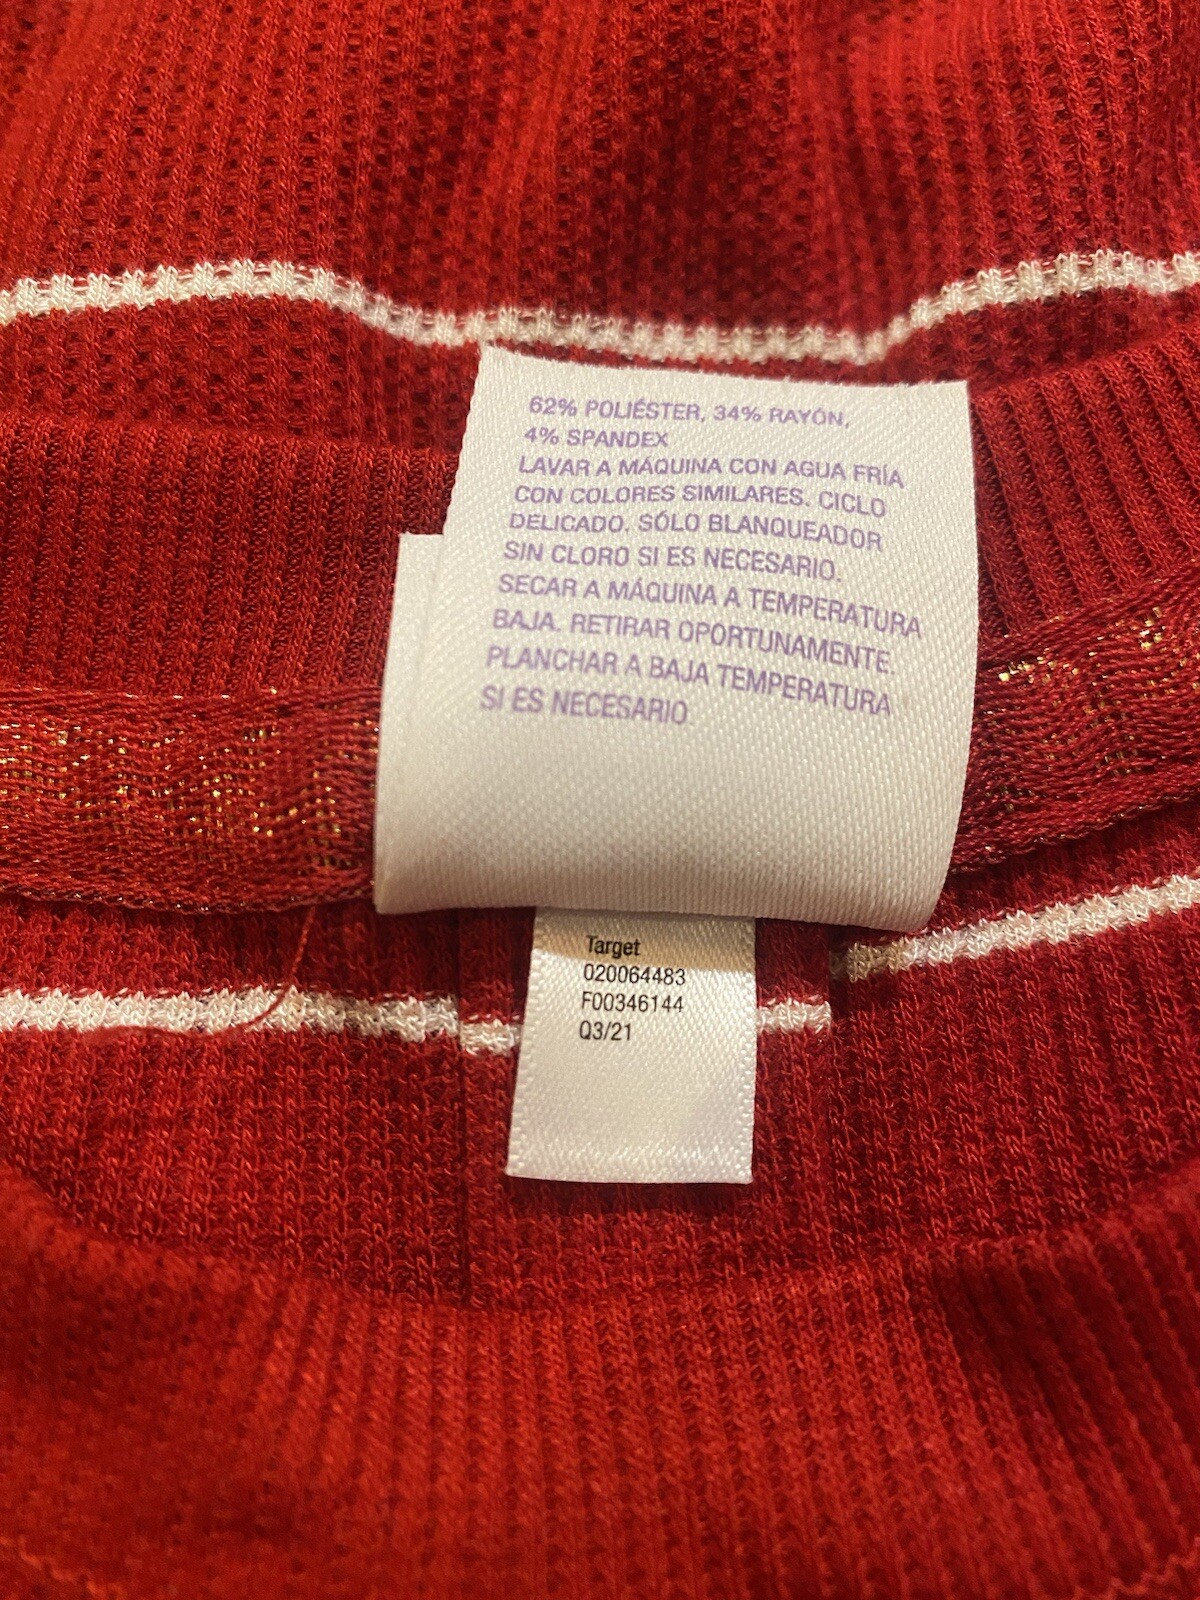 62% POLIÉSTER, 34% RAYÓN,
4% SPANDEX
LAVAR A MÁQUINA CON AGUA FRÍA
CON COLORES SIMILARES. CICLO
DELICADO. SÓLO BLANQUEADOR
SIN CLORO SI ES NECESARIO.
SECAR A MÁQUINA A TEMPERATURA
BAJA. RETIRAR OPORTUNAMENTE.
PLANCHAR A BAJA TEMPERATURA
SI ES NECESARIO
Target
020064483
F00346144
Q3/21